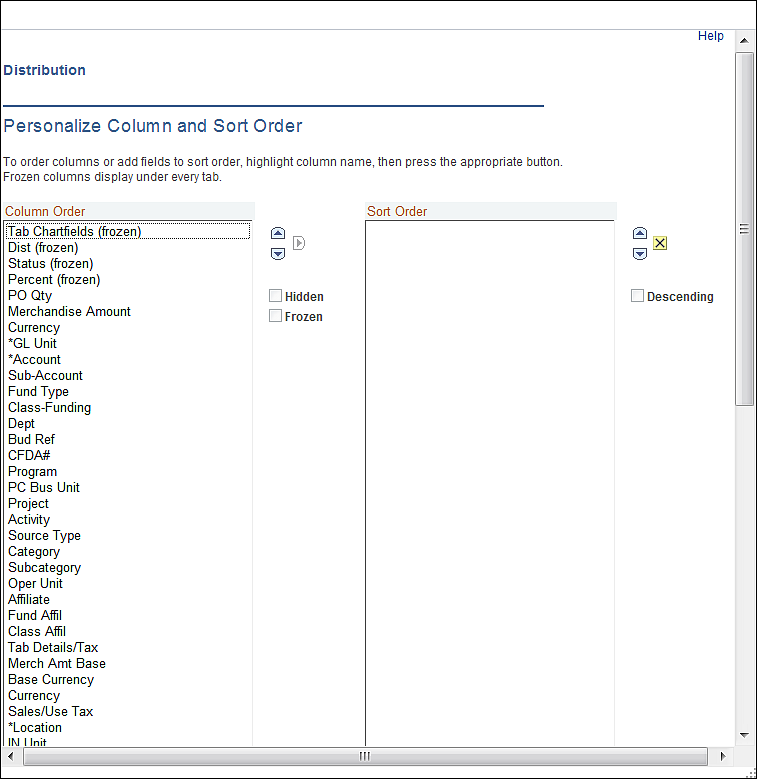 Help
Distribution
Personalize Column and Sort Order
To order columns or add fields to sort order, highlight column name, then press the appropriate button.
Frozen columns display under every tab.
Column Order
Tab Chartfields (frozen)
Dist (frozen)
Status (frozen)
Percent (frozen)
PO Qty
Merchandise Amount
Currency
*GL Unit
*Account
Sub-Account
Fund Type
Class-Funding
Dept
Bud Ref
CFDA#
Program
PC Bus Unit
Project
Activity
Source Type
Category
Subcategory
Oper Unit
Affiliate
Fund Affil
Class Affil
Tab Details/Tax
Merch Amt Base
Base Currency
Currency
Sales/Use Tax
*Location
IN Unit
Hidden
Frozen
Sort Order
Descending